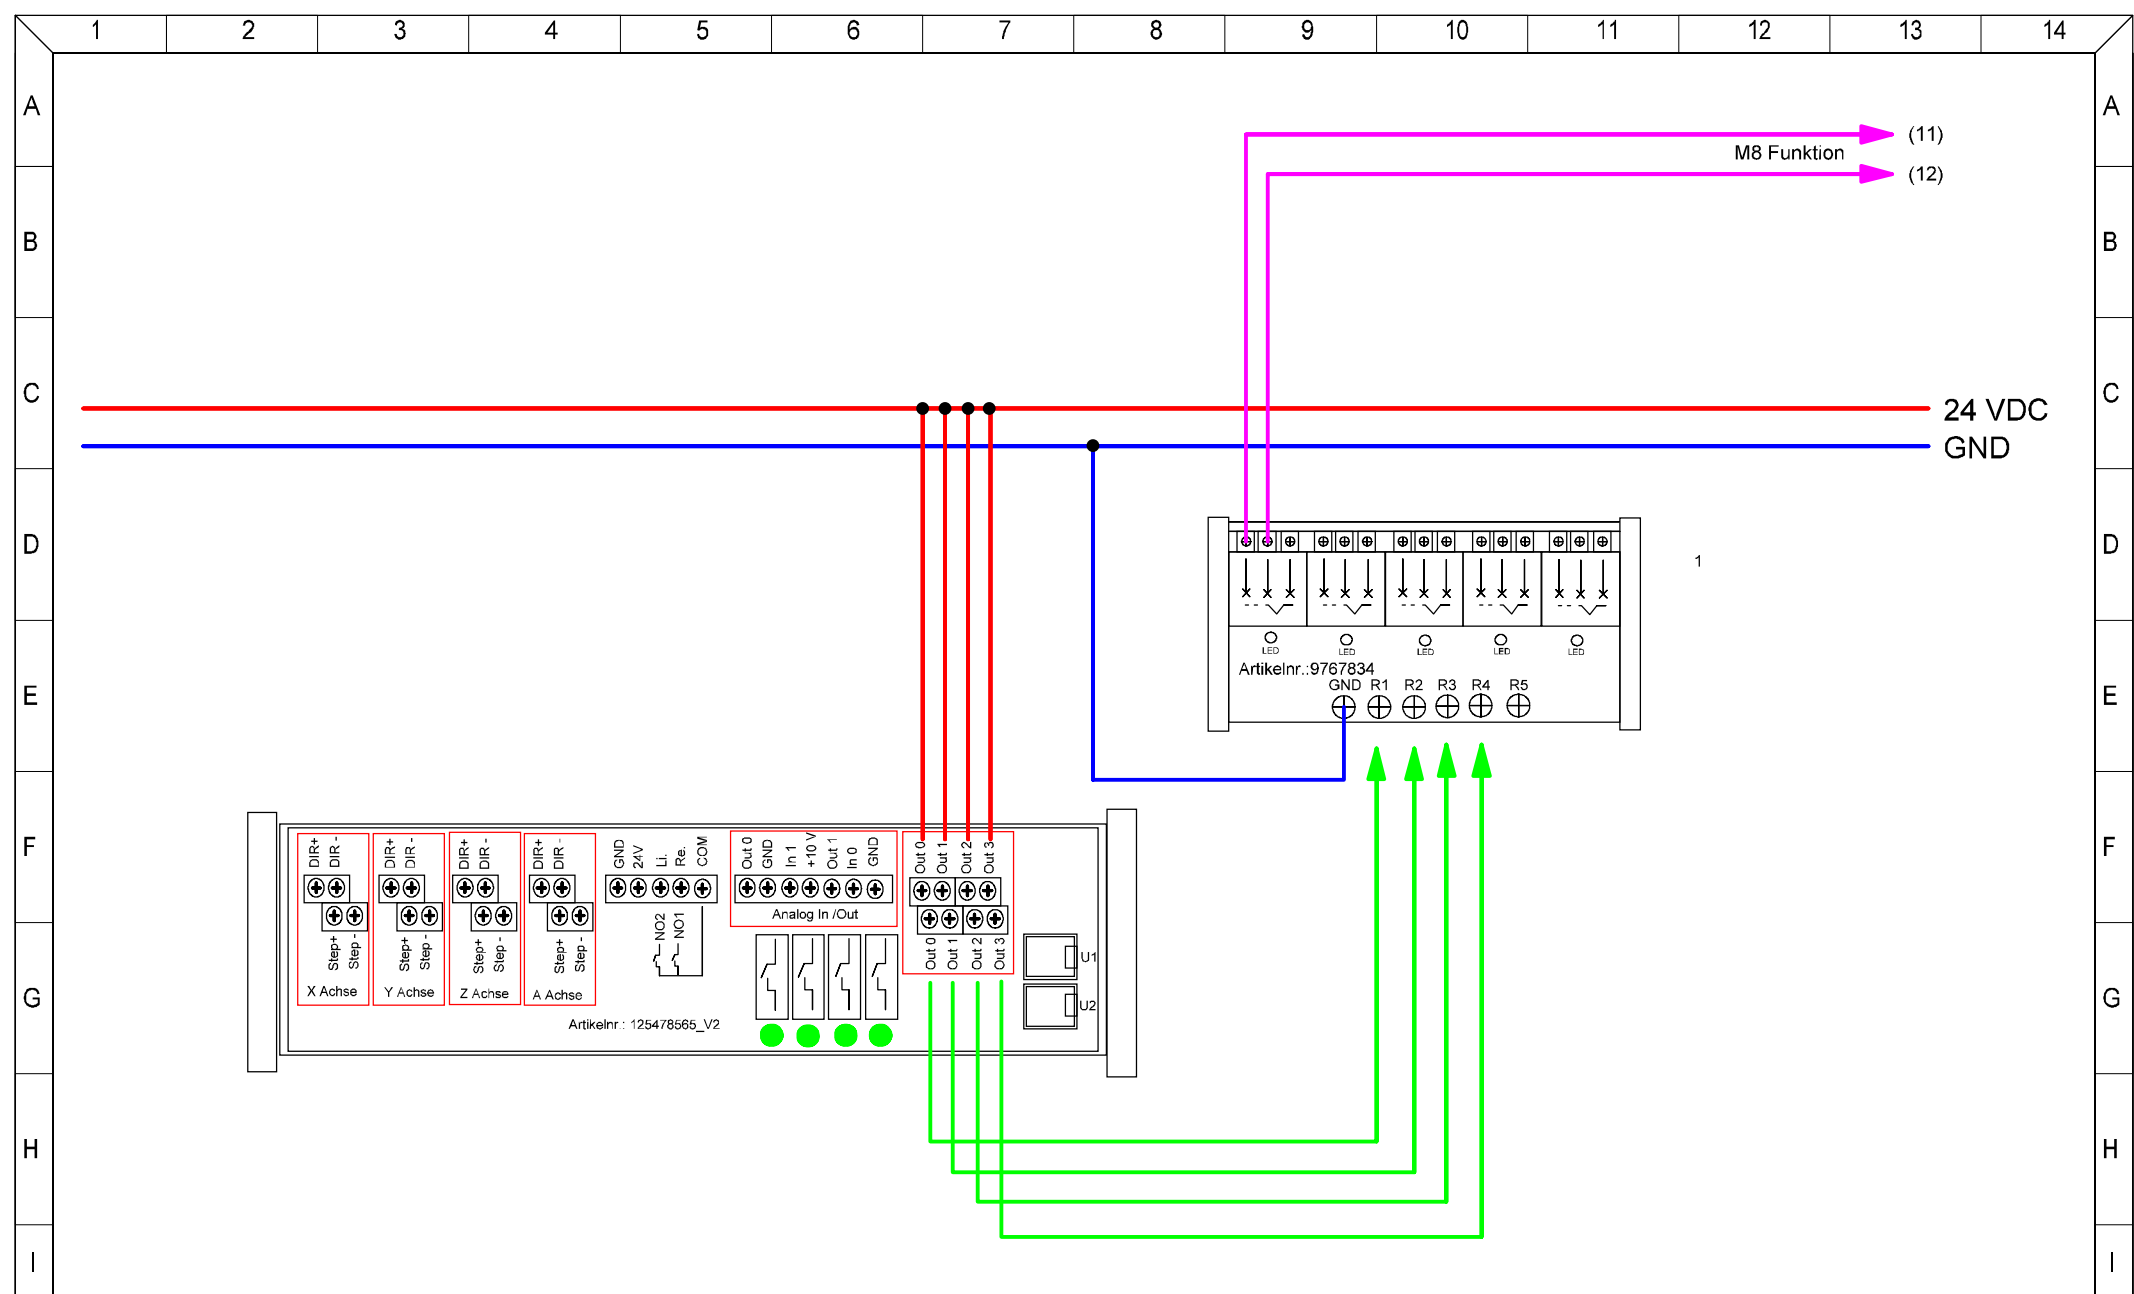 1 2 3 4 5 6 7 8 9 10 11 12 13 14
A A
(11)
M8 Funktion
(12)
B B
C C
24 VDC
GND
D D
1
LED LED LED LED LED
Artikelnr.:9767834
GND R1 R2 R3 R4 R5
E E
F F
DIR+ DIR - DIR+ DIR - DIR+ DIR - DIR+ DIR - GND 24V Li. Re. COM Out 0 GND In 1 +10 V Out 1 In 0 GND Out 0 Out 1 Out 2 Out 3
Analog In /Out
NO2 NO1
Step+ Step - Step+ Step - Step+ Step - Step+ Step - Out 0 Out 1 Out 2 Out 3
U1
X Achse Y Achse Z Achse A Achse
G G
U2
Artikelnr.: 125478565_V2
H H
I I